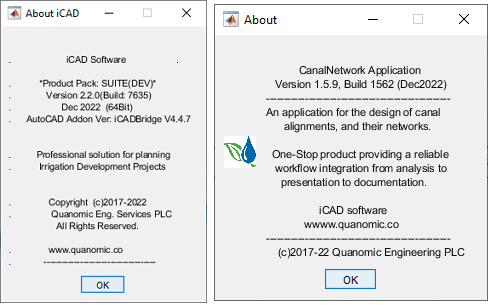 About iCAD
. iCAD Software .
. *Product Pack: SUITE(DEV)*
. Version 2.2.0(Build: 7635)
. Dec 2022 (64Bit)
. AutoCAD Addon Ver: iCADBridge V4.4.7
. Professional solution for planning
. Irrigation Development Projects
. Copyright (c)2017-2022
. Quanomic Eng. Services PLC
. All Rights Reserved.
. www.quanomic.co
. -----------------------------------
OK
About
CanalNetwork Application
Version 1.5.9, Build 1562 (Dec2022)
--------------------------------------------------
An application for the design of canal
alignments, and their networks.
One-Stop product providing a reliable
workflow integration from analysis to
presentation to documentation.
iCAD software
wwww.quanomic.co
--------------------------------------------------
(c)2017-22 Quanomic Engineering PLC
OK